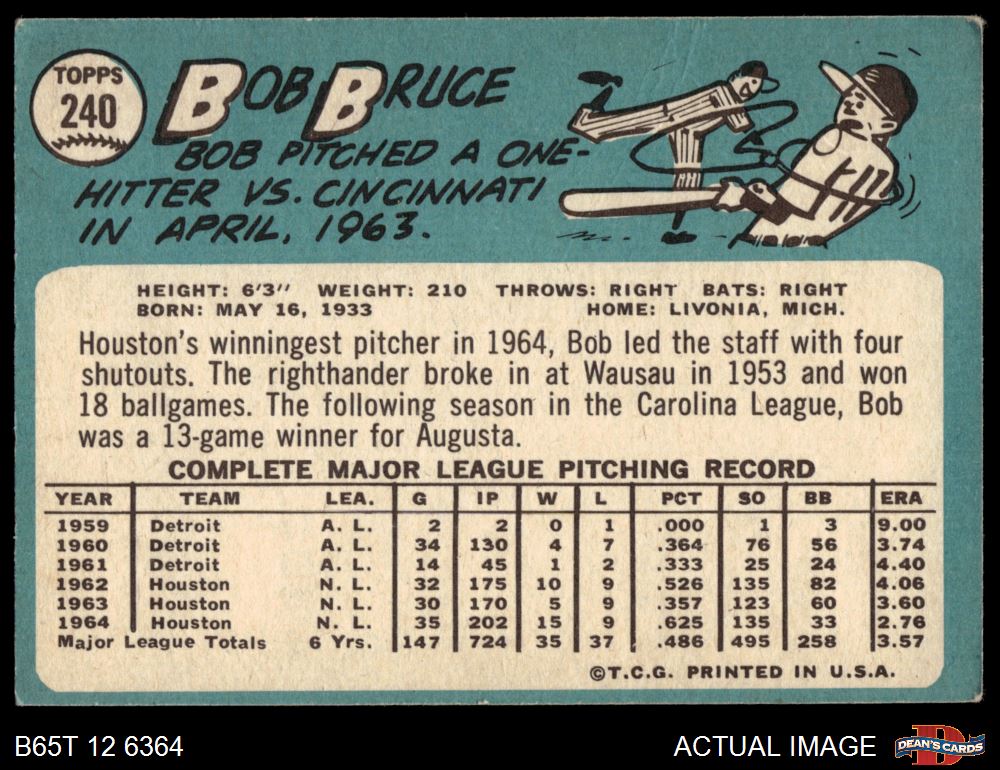 TOPPS
240
BOB BRUCE
BOB PITCHED A ONE-
HITTER VS. CINCINNATI
IN APRIL, 1963.
HEIGHT: 6'3" WEIGHT: 210 THROWS: RIGHT BATS: RIGHT
BORN: MAY 16, 1933 HOME: LIVONIA, MICH.
Houston's winningest pitcher in 1964, Bob led the staff with four
shutouts. The righthander broke in at Wausau in 1953 and won
18 ballgames. The following season in the Carolina League, Bob
was a 13-game winner for Augusta.
COMPLETE MAJOR LEAGUE PITCHING RECORD
YEAR TEAM LEA. G IP W L PCT SO BB ERA
1959 Detroit A. L. 2 2 0 1 .000 1 3 9.00
1960 Detroit A. L. 34 130 4 7 .364 76 56 3.74
1961 Detroit A. L. 14 45 1 2 .333 25 24 4.40
1962 Houston N. L. 32 175 10 9 .526 135 82 4.06
1963 Houston N. L. 30 170 5 9 .357 123 60 3.60
1964 Houston N. L. 35 202 15 9 .625 135 33 2.76
Major League Totals 6 Yrs. 147 724 35 37 .486 495 258 3.57
©T.C.G. PRINTED IN U.S.A.
B65T 12 6364 ACTUAL IMAGE DEAN'S CARDS